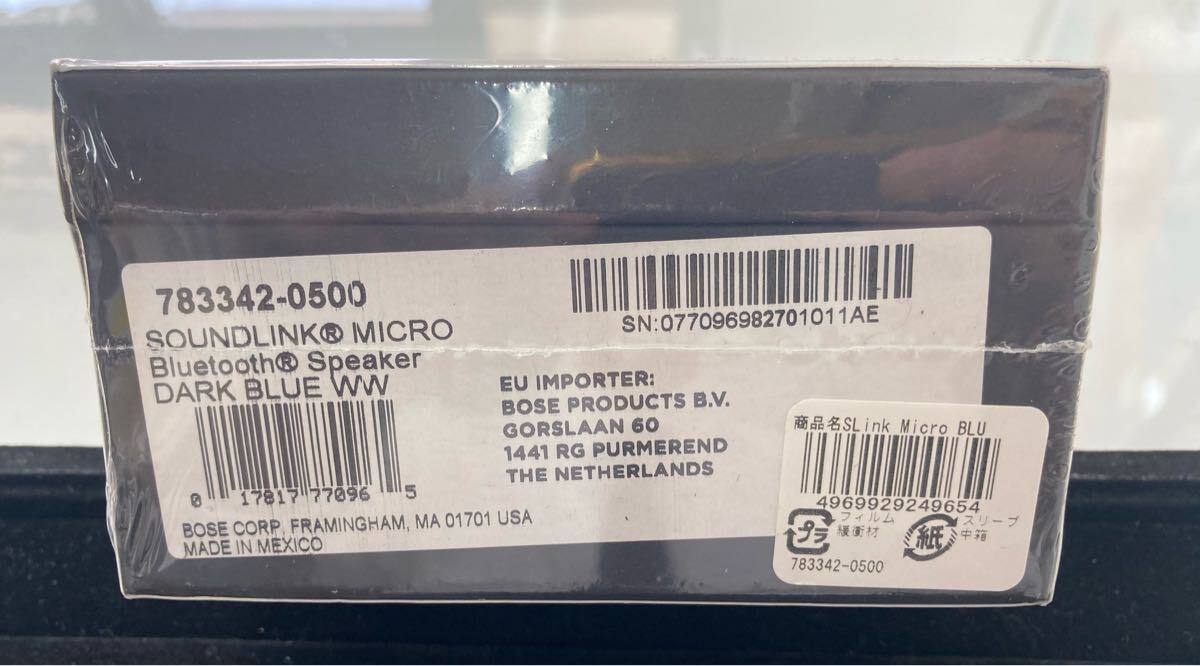 783342-0500
SOUNDLINK® MICRO
Bluetooth® Speaker
DARK BLUE WW
0 17817 77096 5
BOSE CORP, FRAMINGHAM, MA 01701 USA
MADE IN MEXICO
SN:077096982701011AE
EU IMPORTER:
BOSE PRODUCTS B.V.
GORSLAAN 60
1441 RG PURMEREND
THE NETHERLANDS
商品名SLink Micro BLU
4969929249654
プラ フィルム 緩衝材
紙 スリーブ 中箱
783342-0500